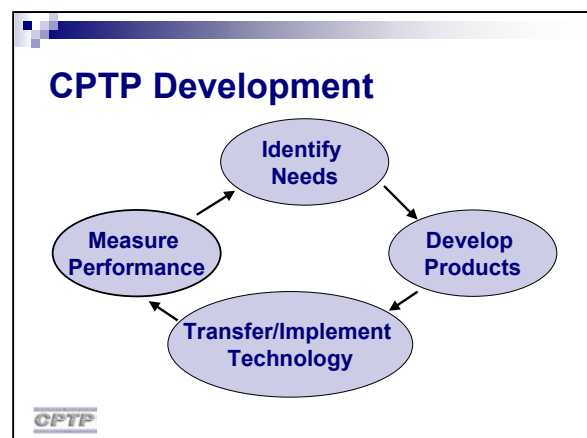 CPTP Development
Identify
Needs
Develop
Products
Transfer/Implement
Technology
Measure
Performance
CPTP